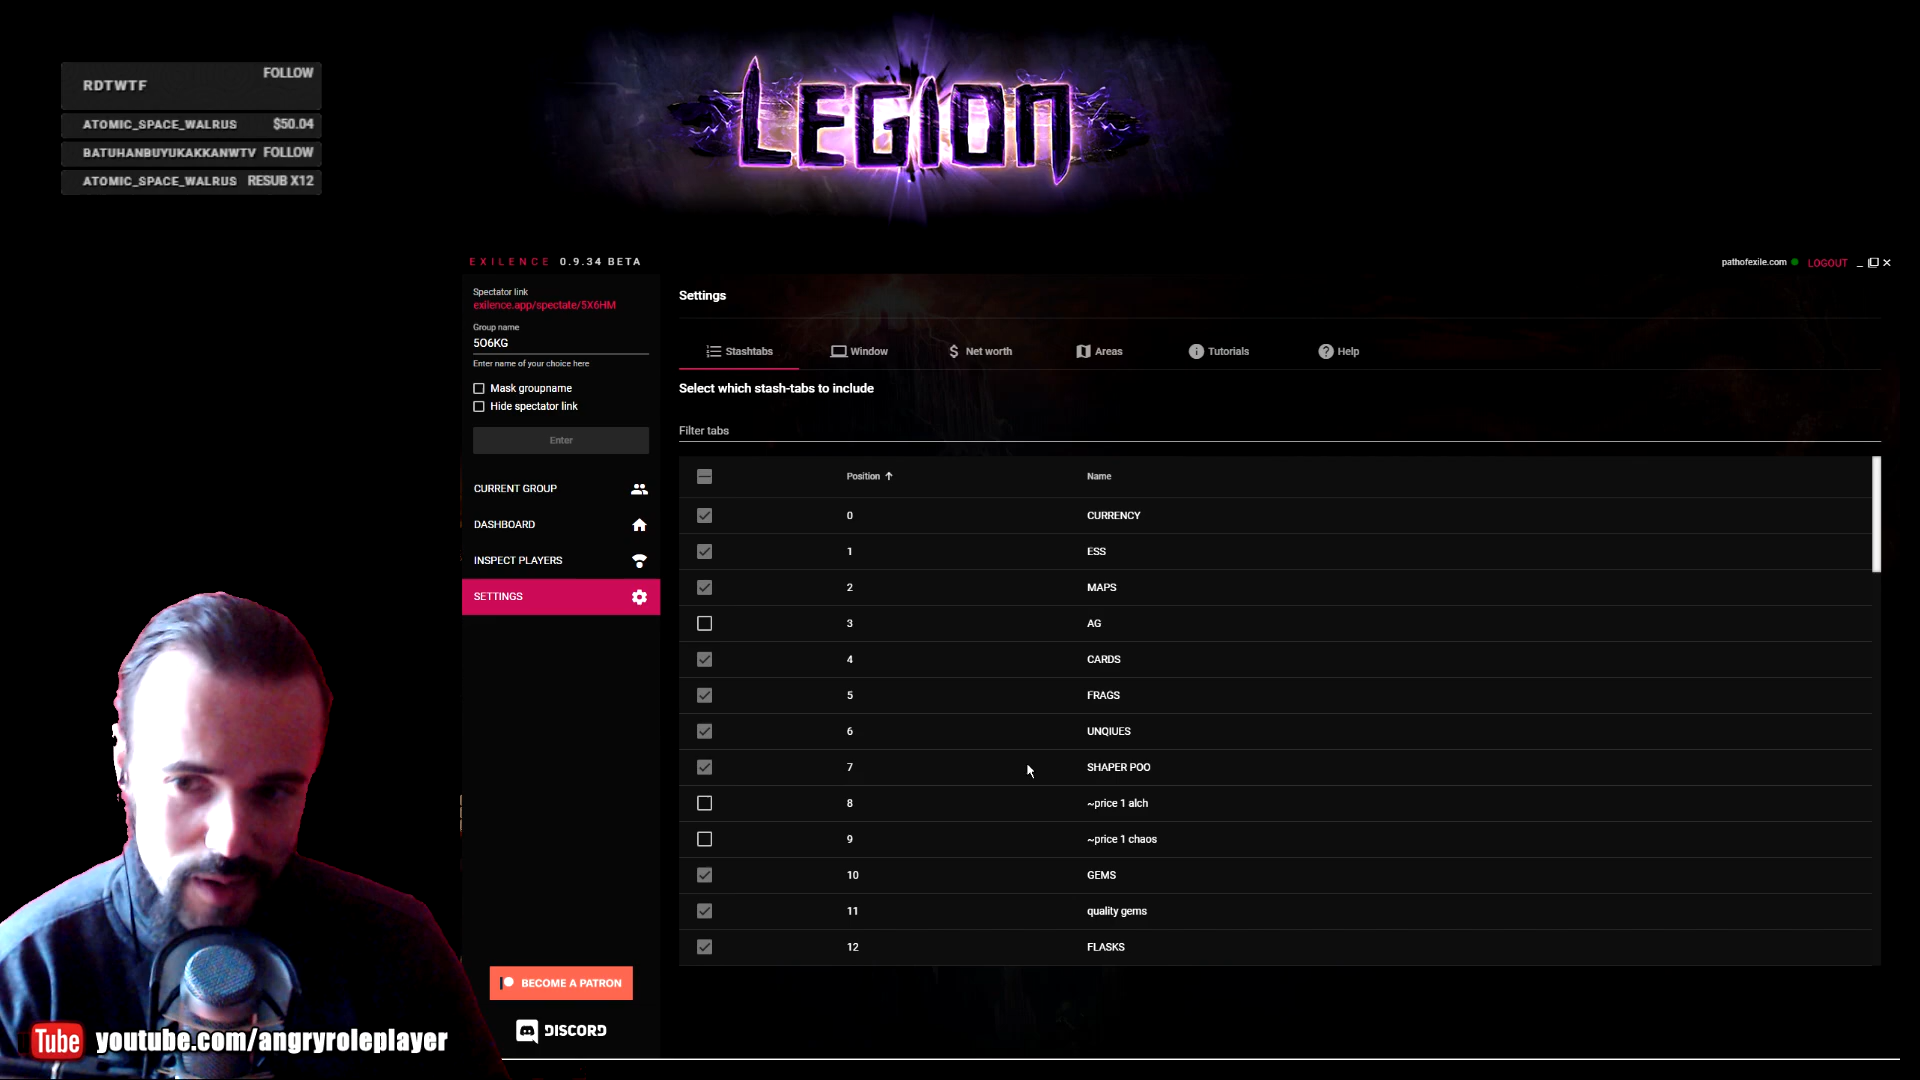 RDTWTF FOLLOW
ATOMIC_SPACE_WALRUS $50.04
BATUHANBUYUKAKKANWTV FOLLOW
ATOMIC_SPACE_WALRUS RESUB X12
LEGION
EXILENCE 0.9.34 BETA
pathofexile.com LOGOUT
Spectator link
exilence.app/spectate/5X6HM
Group name
5O6KG
Enter name of your choice here
Mask groupname
Hide spectator link
Enter
CURRENT GROUP
DASHBOARD
INSPECT PLAYERS
SETTINGS
BECOME A PATRON
DISCORD
Settings
Stashtabs Window Net worth Areas Tutorials Help
Select which stash-tabs to include
Filter tabs
Position Name
0 CURRENCY
1 ESS
2 MAPS
3 AG
4 CARDS
5 FRAGS
6 UNQIUES
7 SHAPER POO
8 ~price 1 alch
9 ~price 1 chaos
10 GEMS
11 quality gems
12 FLASKS
Tube youtube.com/angryroleplayer